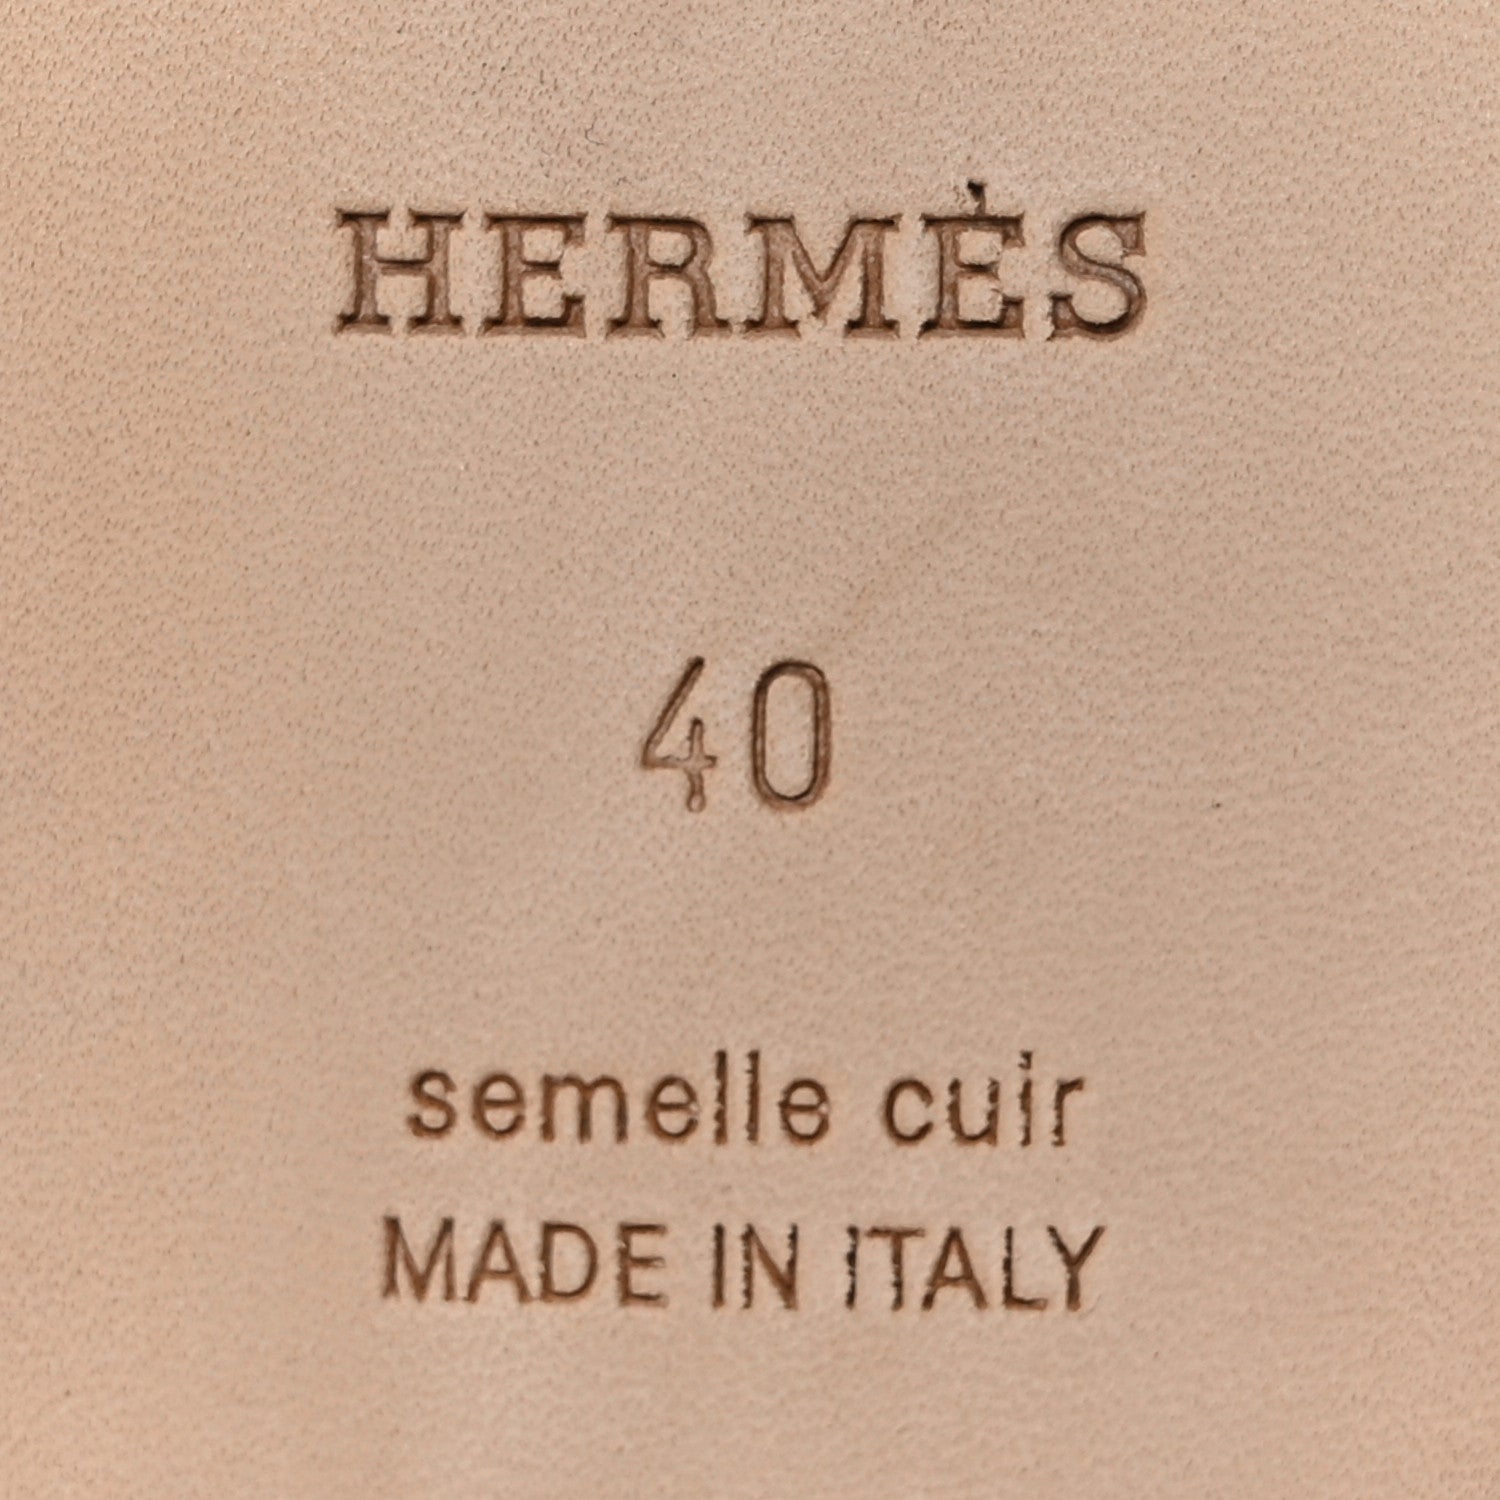 HERMÈS
40
semelle cuir
MADE IN ITALY